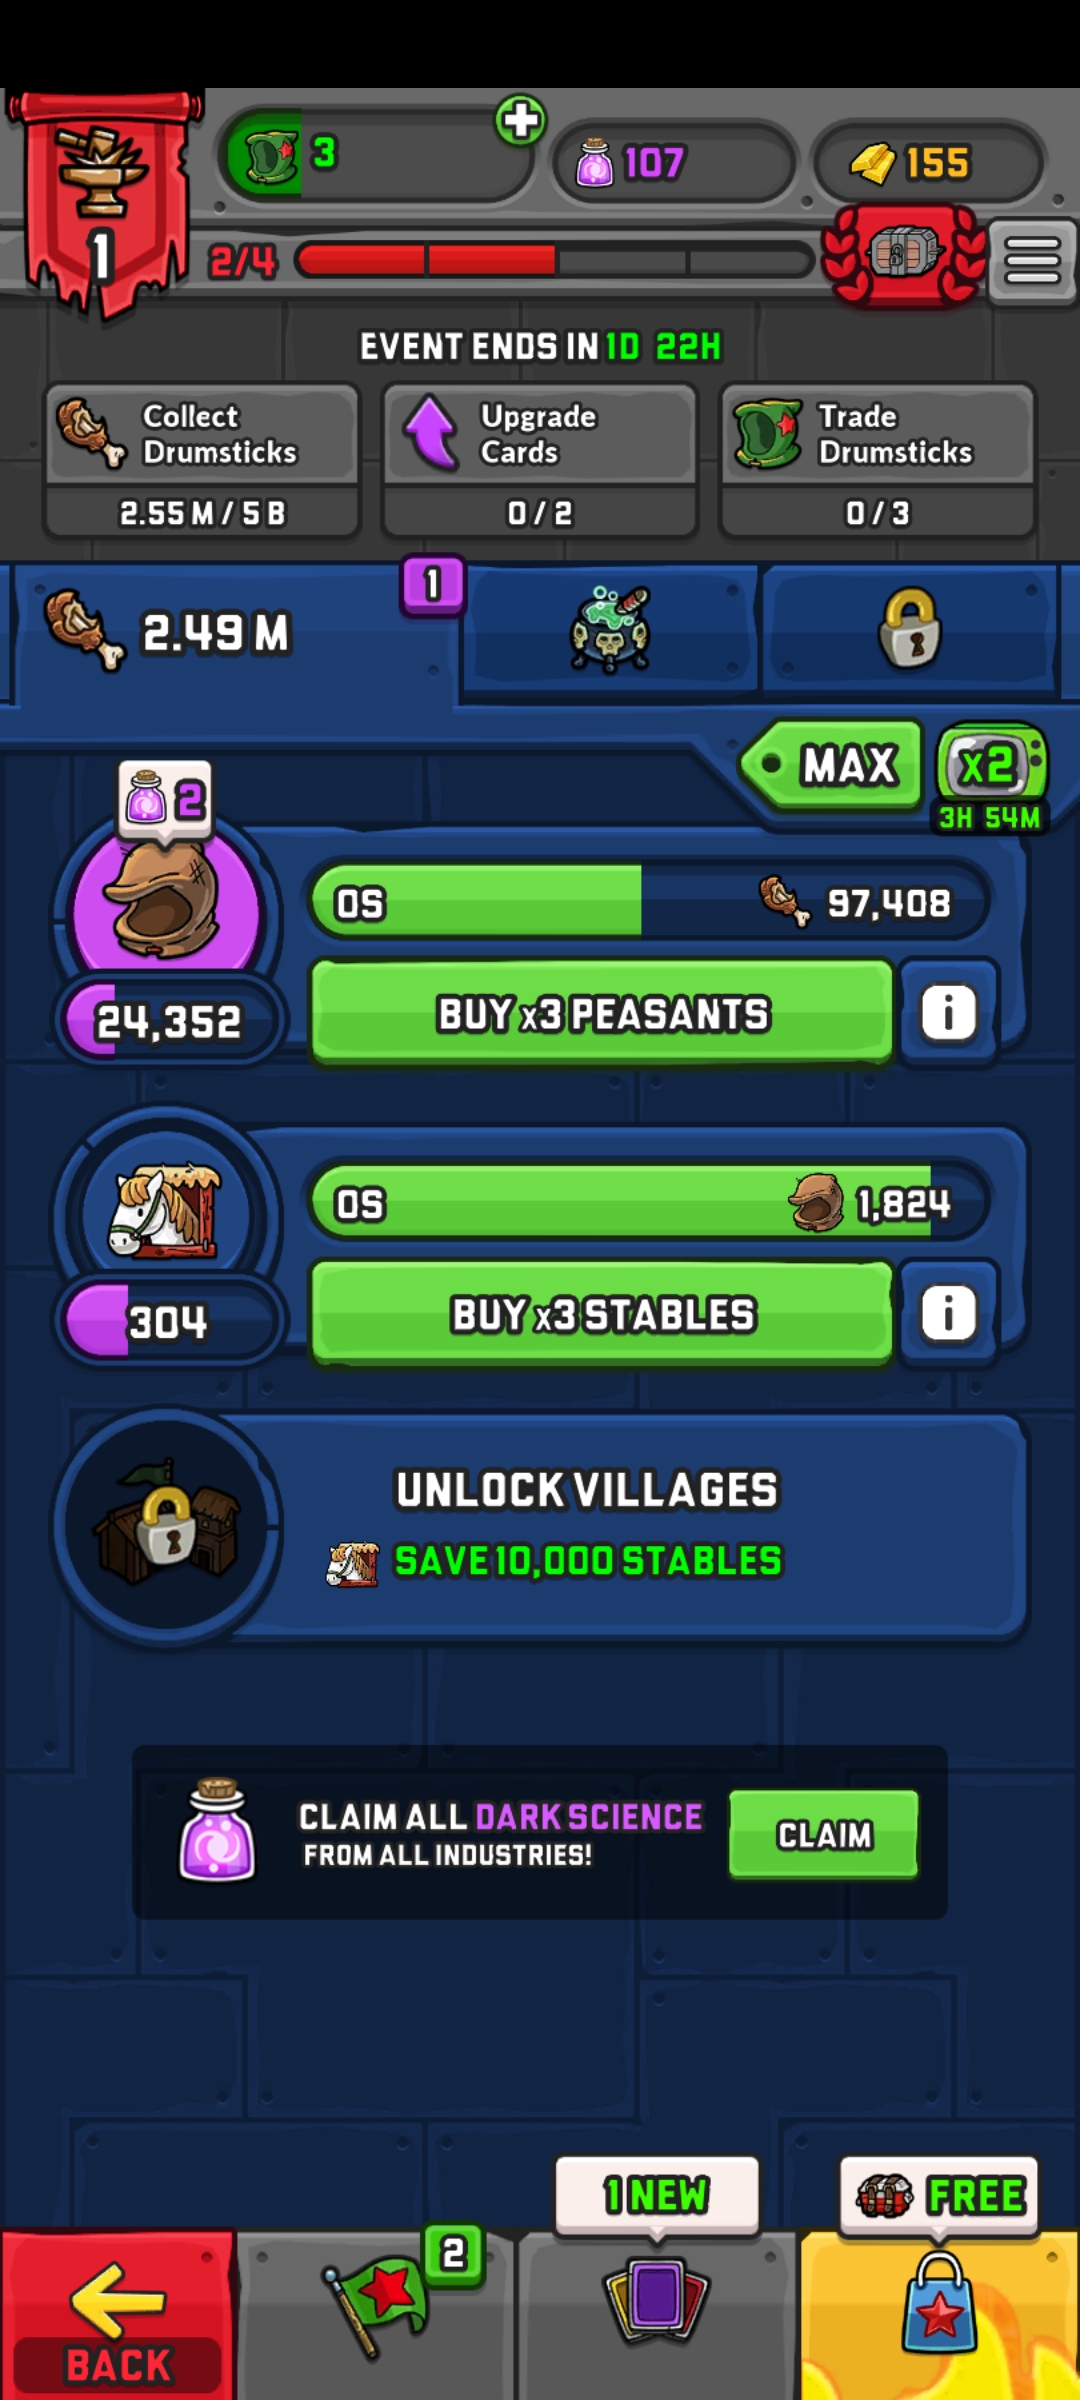 1
3
107
155
2/4
EVENT ENDS IN 1D 22H
Collect
Drumsticks
2.55 M / 5 B
Upgrade
Cards
0 / 2
Trade
Drumsticks
0 / 3
2.49 M
1
MAX
x2
3H 54M
2
0S
97,408
24,352
BUY x3 PEASANTS
i
0S
1,824
304
BUY x3 STABLES
i
UNLOCK VILLAGES
SAVE 10,000 STABLES
CLAIM ALL DARK SCIENCE
FROM ALL INDUSTRIES!
CLAIM
1 NEW
FREE
2
BACK